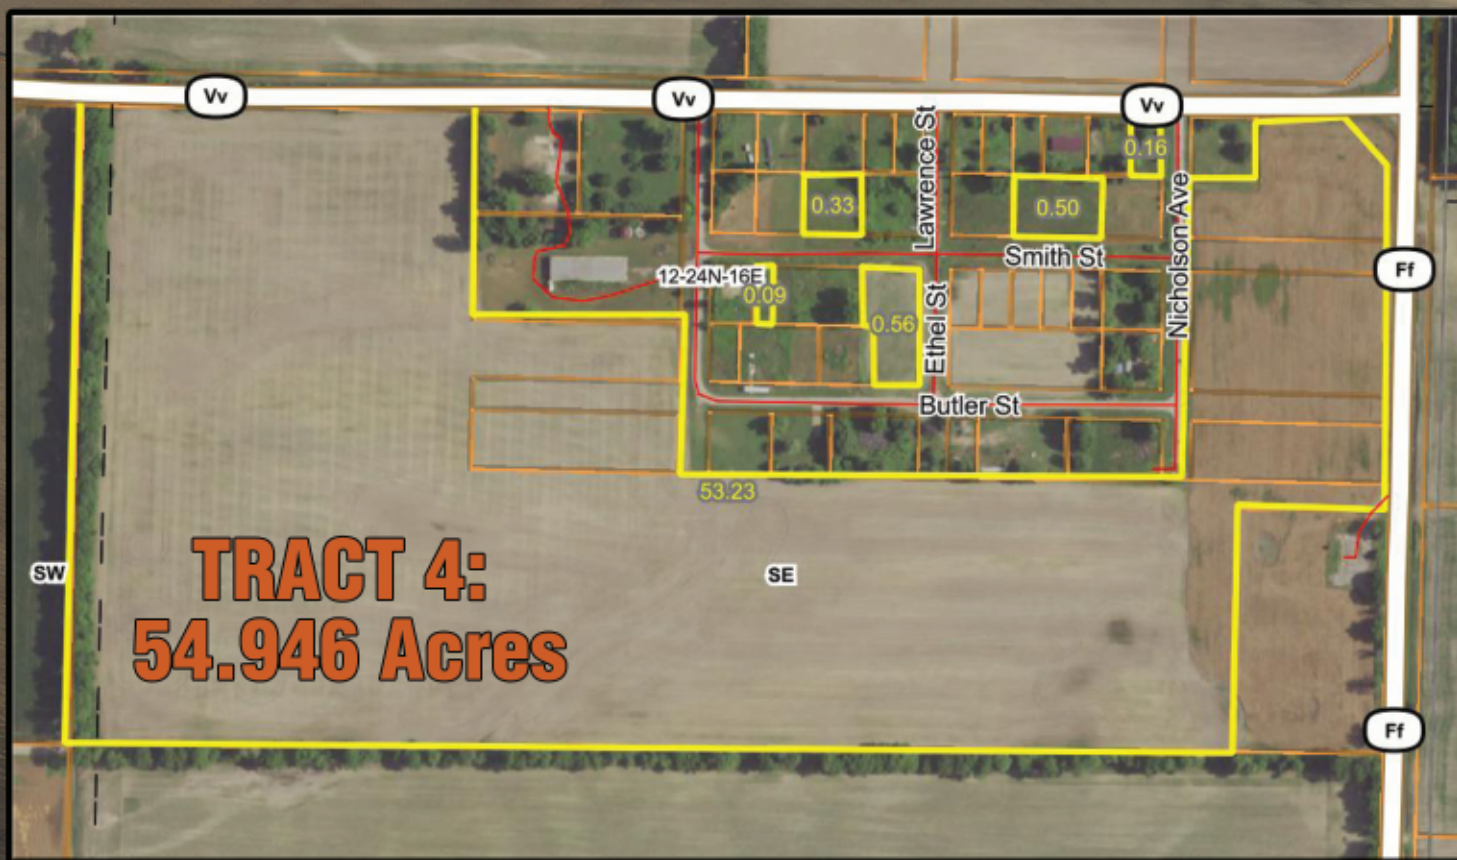 Vv
Vv
Vv
Lawrence St
0.16
0.33
0.50
Nicholson Ave
Smith St
Ff
12-24N-16E
0.09
0.56
Ethel St
Butler St
53.23
SW
SE
TRACT 4:
54.946 Acres
Ff